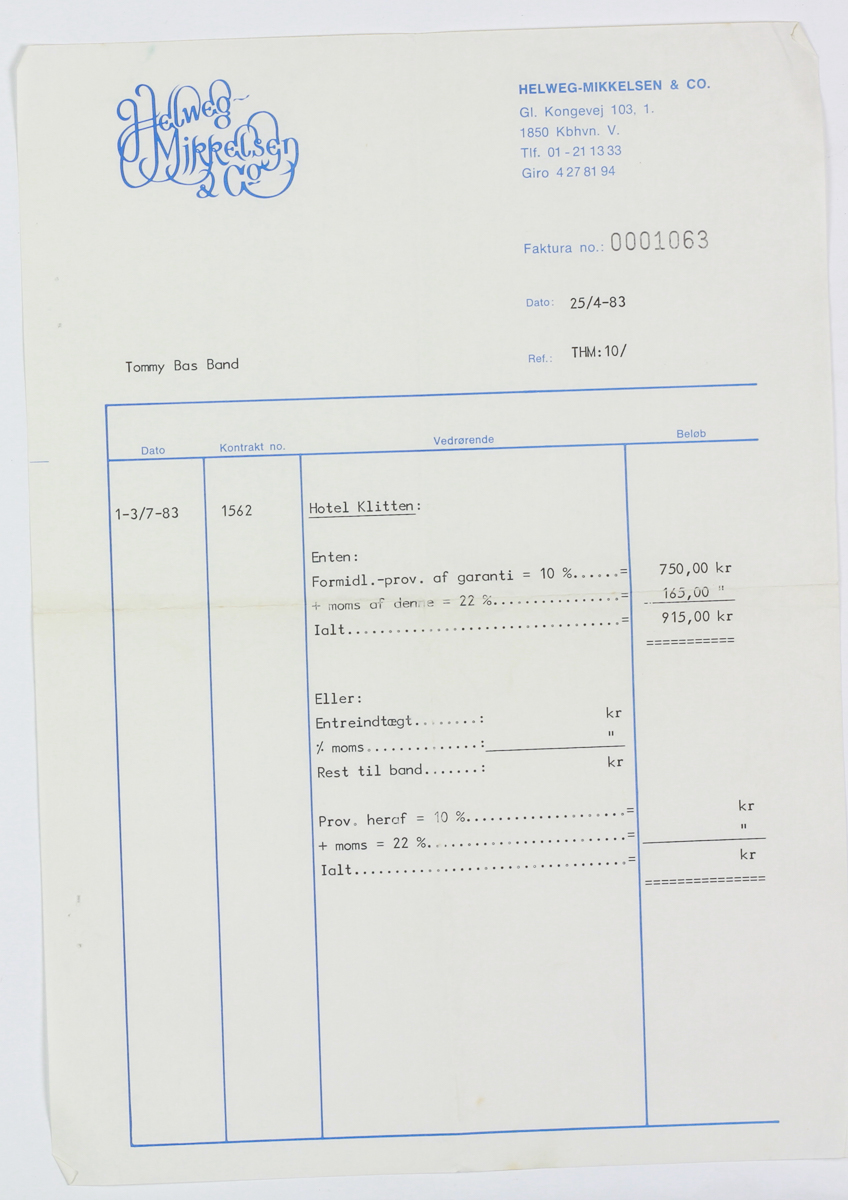 Helweg-
Mikkelsen
& Co
HELWEG-MIKKELSEN & CO.
Gl. Kongevej 103, 1.
1850 Kbhvn. V.
Tlf. 01 - 21 13 33
Giro 4 27 81 94
Faktura no.: 0001063
Dato: 25/4-83
Ref.: THM:10/
Tommy Bas Band
Dato Kontrakt no. Vedrørende Beløb
1-3/7-83 1562 Hotel Klitten:
Enten:
Formidl.-prov. af garanti = 10 %......= 750,00 kr
+ moms af denne = 22 %................= 165,00 "
Ialt..................................= 915,00 kr
===========
Eller:
Entreindtægt........: kr
% moms..............: "
Rest til band.......: kr
Prov. heraf = 10 %....................= kr
+ moms = 22 %.........................= "
Ialt..................................= kr
===============